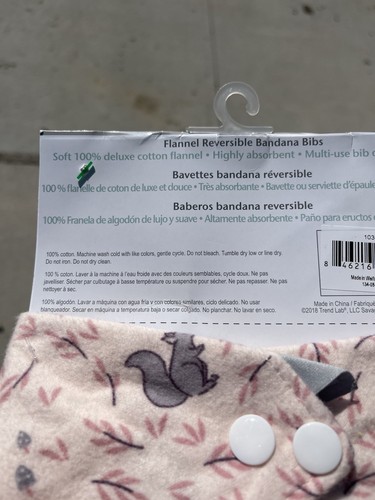 Flannel Reversible Bandana Bibs
Soft 100% deluxe cotton flannel • Highly absorbent • Multi-use bib
Bavettes bandana réversible
100 % flanelle de coton de luxe et douce • Très absorbante • Bavette ou serviette d'épaule
Baberos bandana reversible
100% Franela de algodón de lujo y suave • Altamente absorbente • Paño para eructos
103
100% cotton. Machine wash cold with like colors, gentle cycle. Do not bleach. Tumble dry low or line dry.
Do not iron. Do not dry clean.
100 % coton. Laver à la machine à l'eau froide avec des couleurs semblables, cycle doux. Ne pas
javelliser. Sécher par culbutage à basse température ou suspendre pour sécher. Ne pas repasser. Ne pas
nettoyer à sec.
100% algodón. Lavar a máquina con agua fría y con colores similares, ciclo delicado. No usar
blanqueador. Secar en máquina a temperatura baja o secar colgado. No planchar. No lavar en seco.
8 46216
Made in China / Fabriqué
©2018 Trend Lab®, LLC Sava